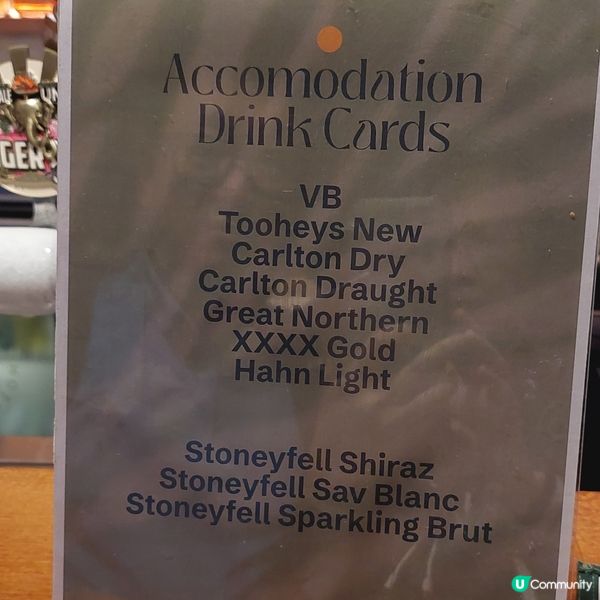 GER
Accomodation
Drink Cards
VB
Tooheys New
Carlton Dry
Carlton Draught
Great Northern
XXXX Gold
Hahn Light
Stoneyfell Shiraz
Stoneyfell Sav Blanc
Stoneyfell Sparkling Brut
U Community